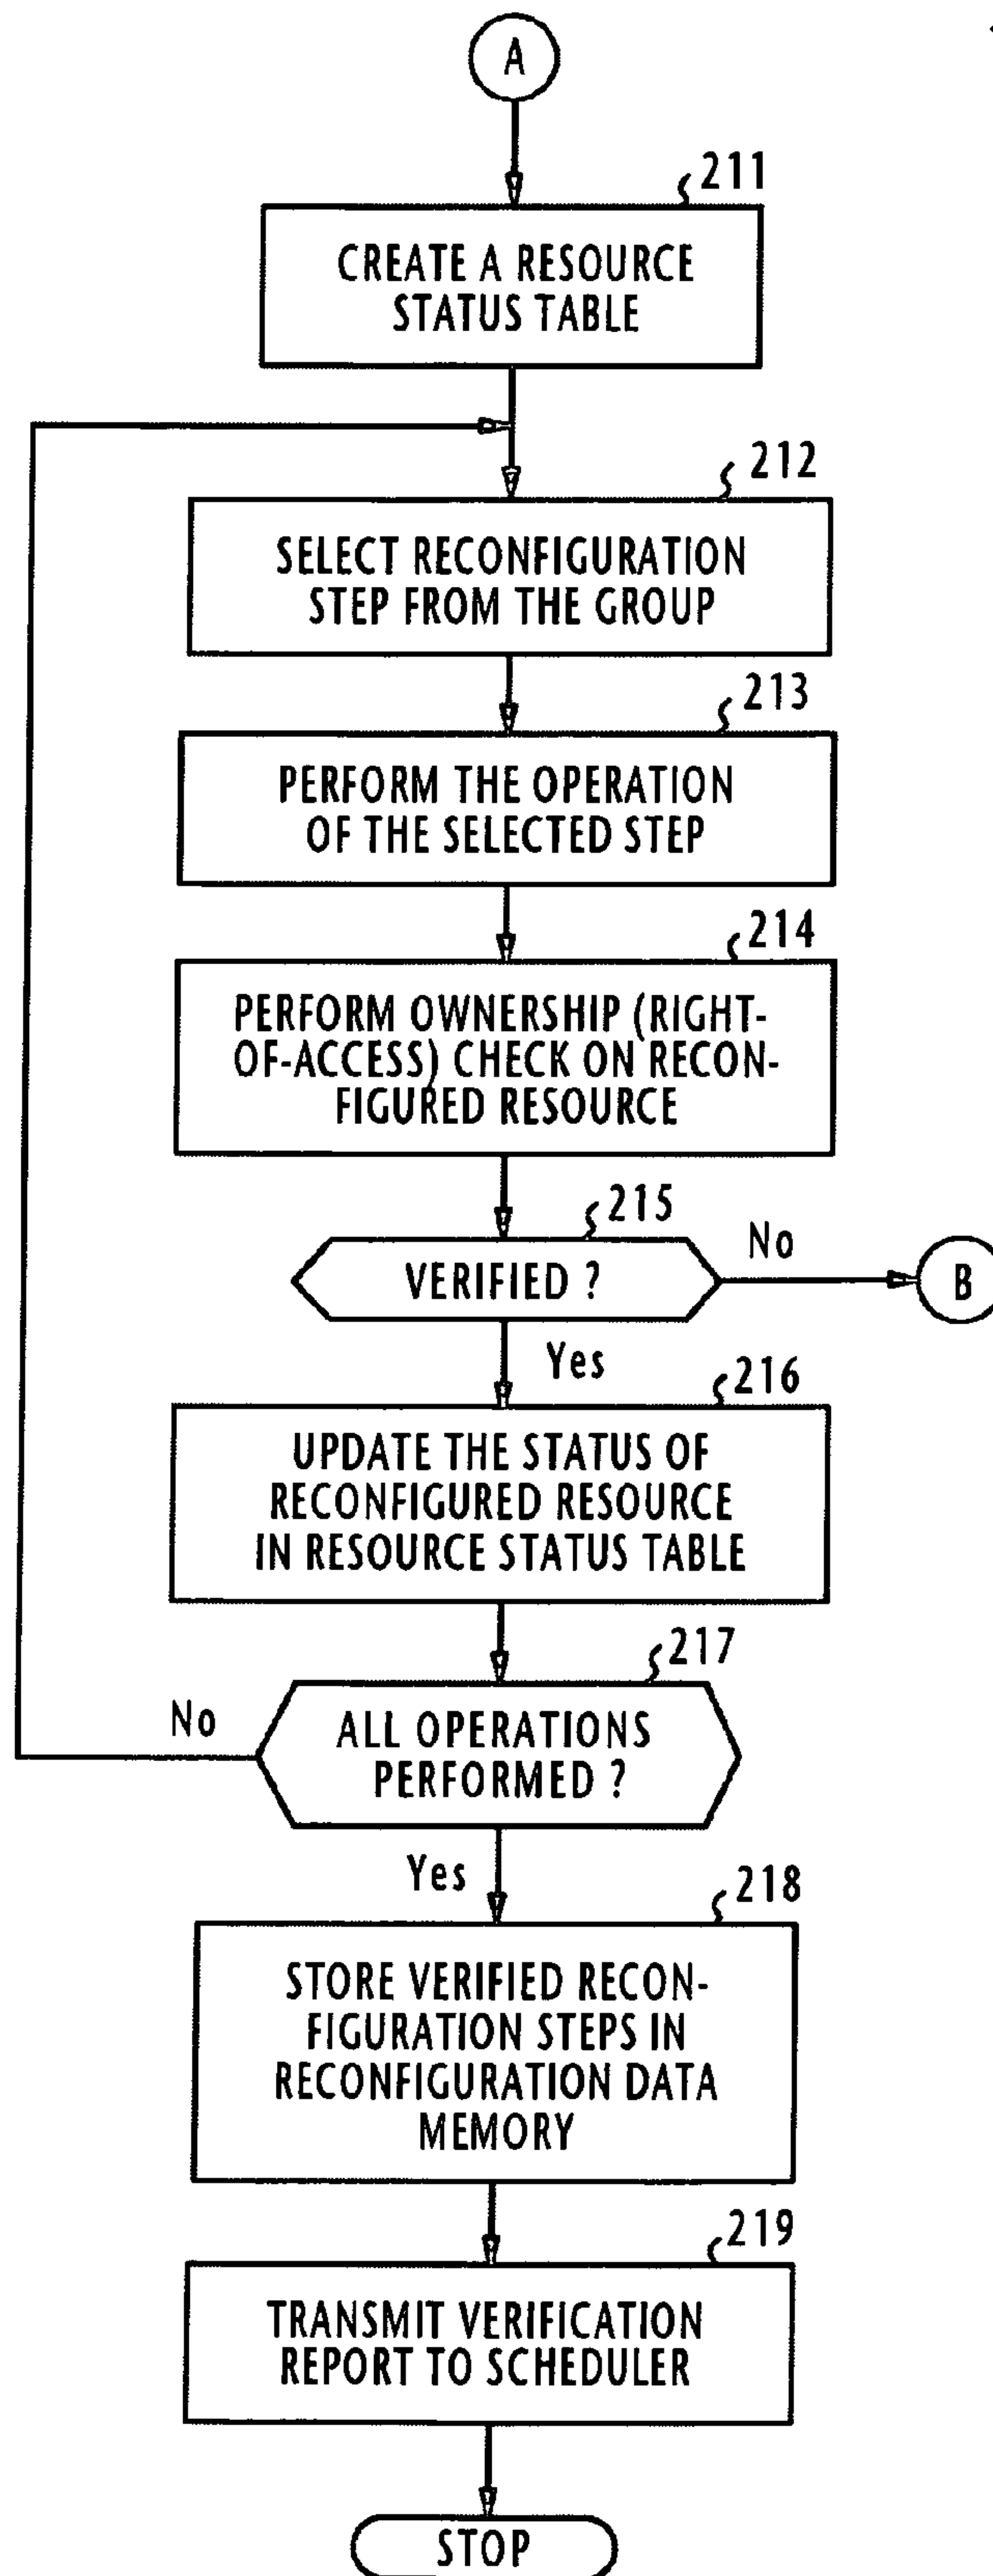 A
211
CREATE A RESOURCE
STATUS TABLE
212
SELECT RECONFIGURATION
STEP FROM THE GROUP
213
PERFORM THE OPERATION
OF THE SELECTED STEP
214
PERFORM OWNERSHIP (RIGHT-
OF-ACCESS) CHECK ON RECON-
FIGURED RESOURCE
215
VERIFIED ?
No
B
Yes
216
UPDATE THE STATUS OF
RECONFIGURED RESOURCE
IN RESOURCE STATUS TABLE
217
No
ALL OPERATIONS
PERFORMED ?
Yes
218
STORE VERIFIED RECON-
FIGURATION STEPS IN
RECONFIGURATION DATA
MEMORY
219
TRANSMIT VERIFICATION
REPORT TO SCHEDULER
STOP